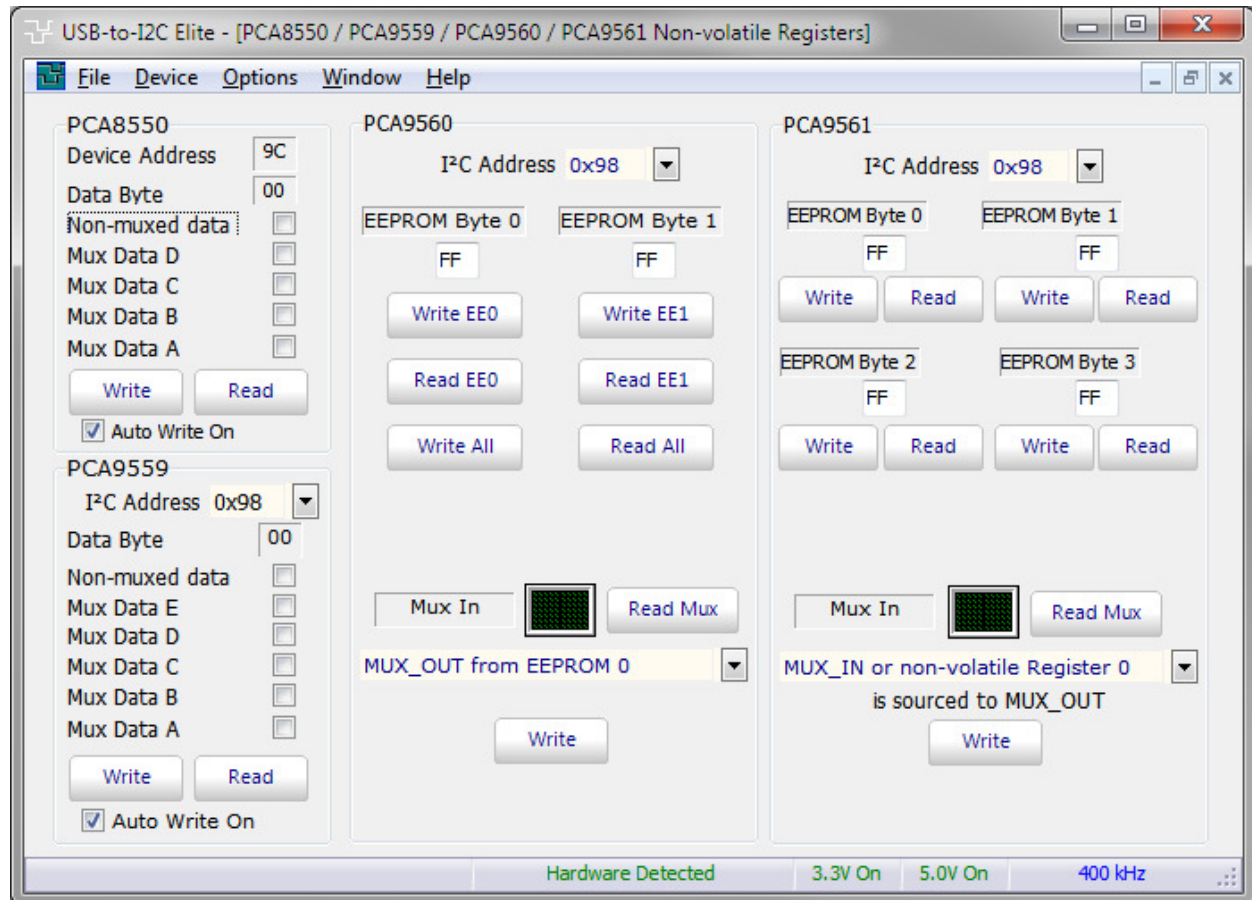 USB-to-I2C Elite - [PCA8550 / PCA9559 / PCA9560 / PCA9561 Non-volatile Registers]
File Device Options Window Help
PCA8550
Device Address 9C
Data Byte 00
Non-muxed data
Mux Data D
Mux Data C
Mux Data B
Mux Data A
Write Read
Auto Write On
PCA9559
I²C Address 0x98
Data Byte 00
Non-muxed data
Mux Data E
Mux Data D
Mux Data C
Mux Data B
Mux Data A
Write Read
Auto Write On
PCA9560
I²C Address 0x98
EEPROM Byte 0 EEPROM Byte 1
FF FF
Write EE0 Write EE1
Read EE0 Read EE1
Write All Read All
Mux In Read Mux
MUX_OUT from EEPROM 0
Write
PCA9561
I²C Address 0x98
EEPROM Byte 0 EEPROM Byte 1
FF FF
Write Read Write Read
EEPROM Byte 2 EEPROM Byte 3
FF FF
Write Read Write Read
Mux In Read Mux
MUX_IN or non-volatile Register 0
is sourced to MUX_OUT
Write
Hardware Detected 3.3V On 5.0V On 400 kHz